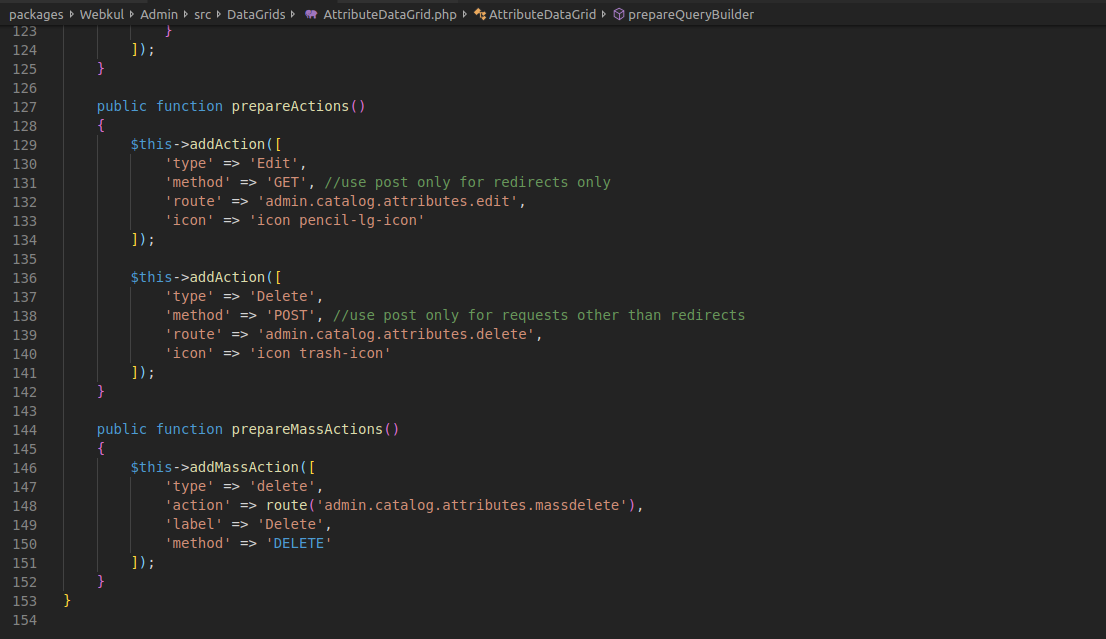 packages › Webkul › Admin › src › DataGrids › AttributeDataGrid.php › AttributeDataGrid › prepareQueryBuilder
123 }
124 ]);
125 }
126
127 public function prepareActions()
128 {
129 $this->addAction([
130 'type' => 'Edit',
131 'method' => 'GET', //use post only for redirects only
132 'route' => 'admin.catalog.attributes.edit',
133 'icon' => 'icon pencil-lg-icon'
134 ]);
135
136 $this->addAction([
137 'type' => 'Delete',
138 'method' => 'POST', //use post only for requests other than redirects
139 'route' => 'admin.catalog.attributes.delete',
140 'icon' => 'icon trash-icon'
141 ]);
142 }
143
144 public function prepareMassActions()
145 {
146 $this->addMassAction([
147 'type' => 'delete',
148 'action' => route('admin.catalog.attributes.massdelete'),
149 'label' => 'Delete',
150 'method' => 'DELETE'
151 ]);
152 }
153 }
154